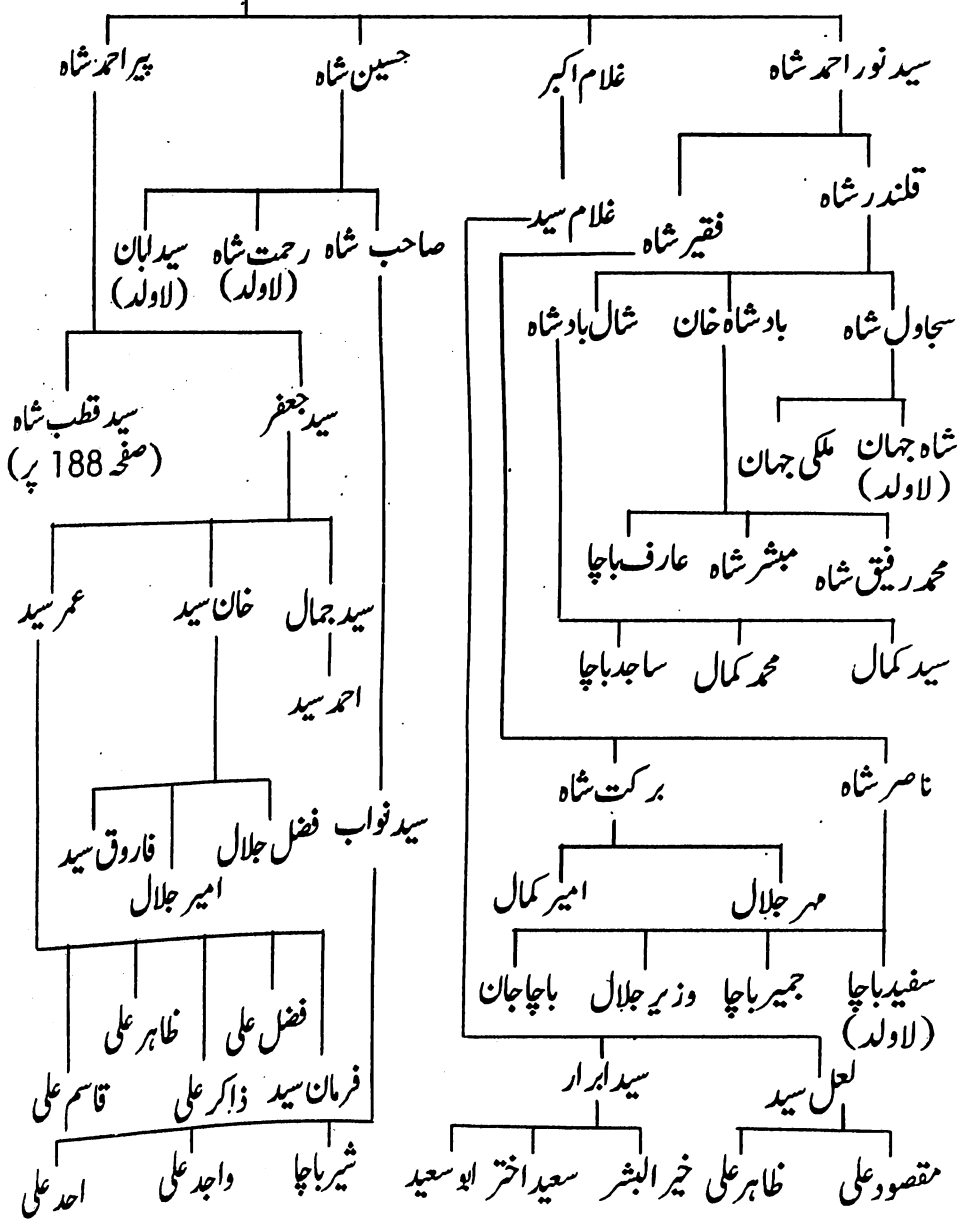 سید نور احمد شاہ
غلام اکبر
حسین شاہ
پیر احمد شاہ
قلندر شاہ
فقیر شاہ
غلام سید
صاحب شاہ
رحمت شاہ
(لاولد)
سید لبان
(لاولد)
سجاول شاہ
بادشاہ خان
شال بادشاہ
سید جعفر
سید قطب شاہ
(صفحہ 188 پر)
شاہ جہان
(لاولد)
ملکی جہان
محمد رفیق شاہ
مبشر شاہ
عارف باچا
سید جمال
خان سید
عمر سید
سید کمال
محمد کمال
ساجد باچا
احمد سید
ناصر شاہ
برکت شاہ
سید نواب
فضل جلال
امیر جلال
فاروق سید
مہر جلال
امیر کمال
سفید باچا
(لاولد)
جمیر باچا
وزیر جلال
باچا جان
فضل علی
ظاہر علی
فرمان سید
ذاکر علی
قاسم علی
لعل سید
سید ابرار
مقصود علی
ظاہر علی
خیر البشر
سعید اختر
ابو سعید
شیر باچا
واجد علی
احد علی